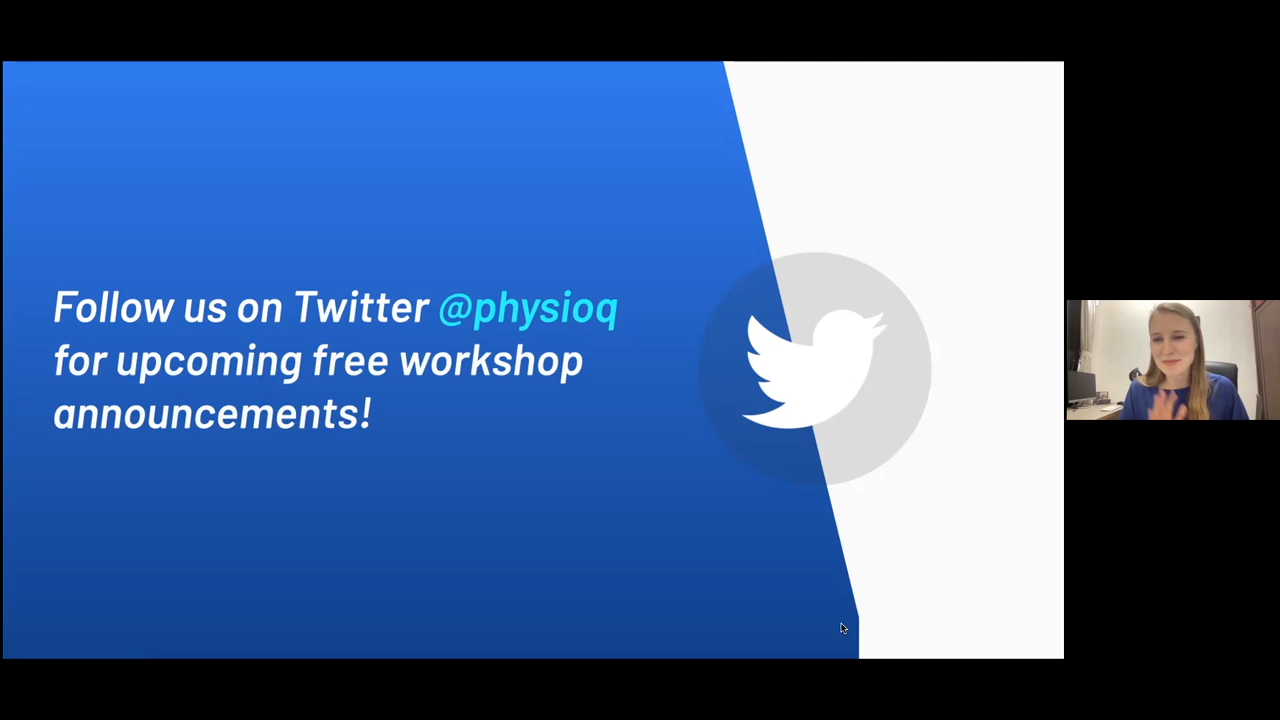 Follow us on Twitter @physioq
for upcoming free workshop
announcements!